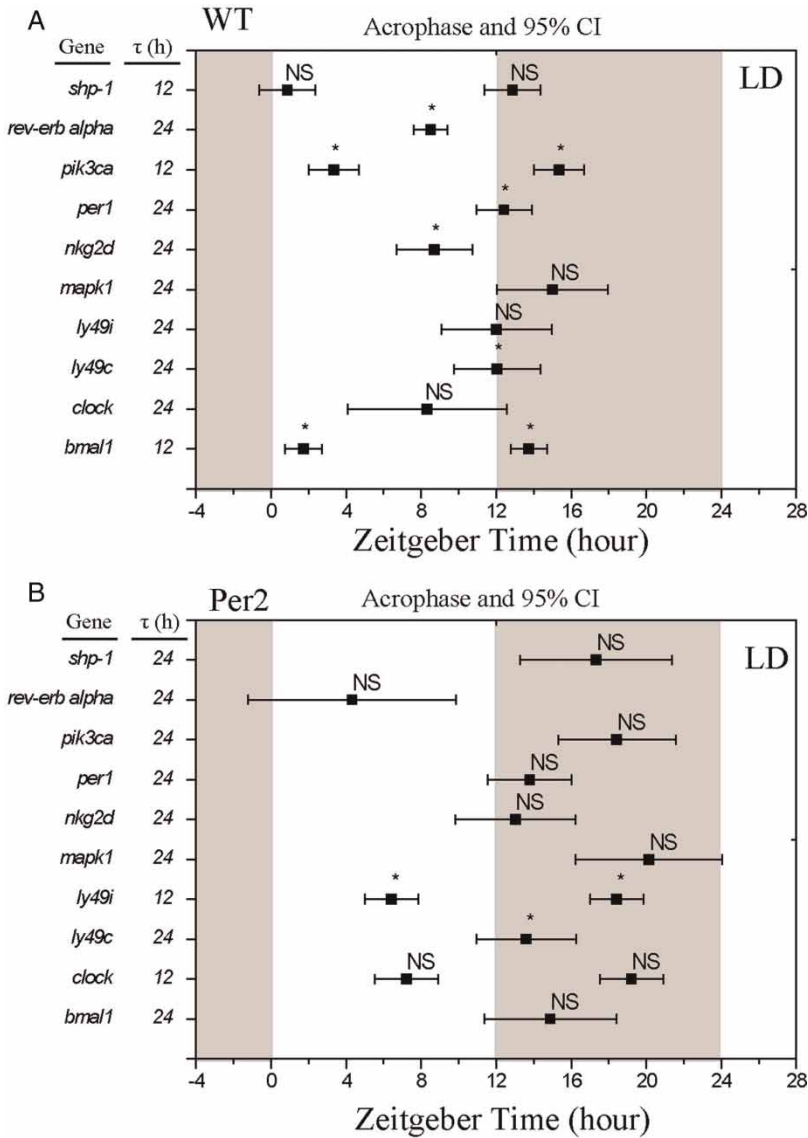 A WT Acrophase and 95% CI
Gene τ (h) LD
shp-1 12 NS NS
rev-erb alpha 24 *
pik3ca 12 * *
per1 24 *
nkg2d 24 *
mapk1 24 NS
ly49i 24 NS
ly49c 24 *
clock 24 NS
bmal1 12 * *
-4 0 4 8 12 16 20 24 28
Zeitgeber Time (hour)
B Per2 Acrophase and 95% CI
Gene τ (h) LD
shp-1 24 NS
rev-erb alpha 24 NS
pik3ca 24 NS
per1 24 NS
nkg2d 24 NS
mapk1 24 NS
ly49i 12 * *
ly49c 24 *
clock 12 NS NS
bmal1 24 NS
-4 0 4 8 12 16 20 24 28
Zeitgeber Time (hour)